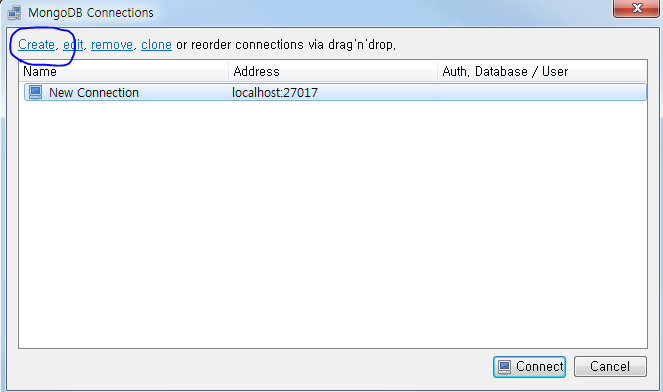 MongoDB Connections
Create, edit, remove, clone or reorder connections via drag'n'drop.
Name Address Auth. Database / User
New Connection localhost:27017
Connect Cancel